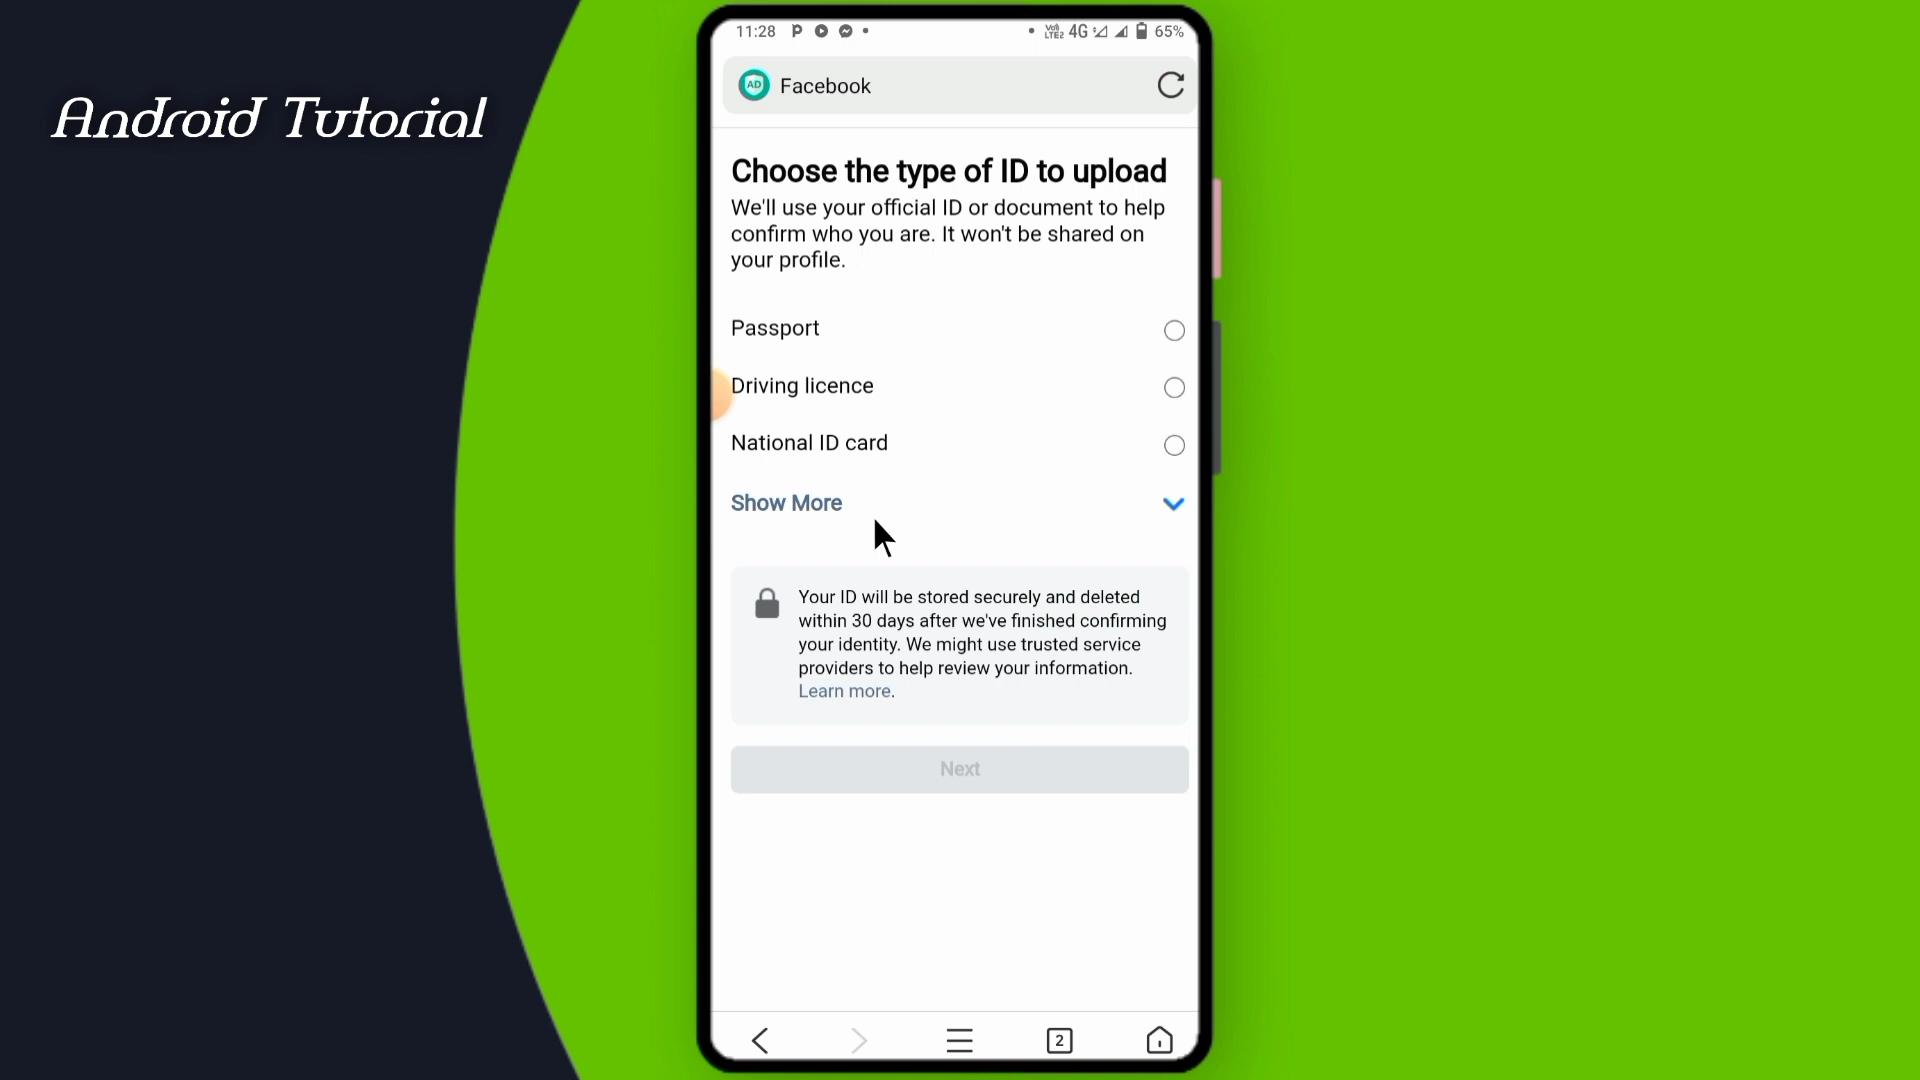 Android Tutorial
11:28 4G 65%
AD Facebook
Choose the type of ID to upload
We'll use your official ID or document to help
confirm who you are. It won't be shared on
your profile.
Passport
Driving licence
National ID card
Show More
Your ID will be stored securely and deleted
within 30 days after we've finished confirming
your identity. We might use trusted service
providers to help review your information.
Learn more.
Next
2